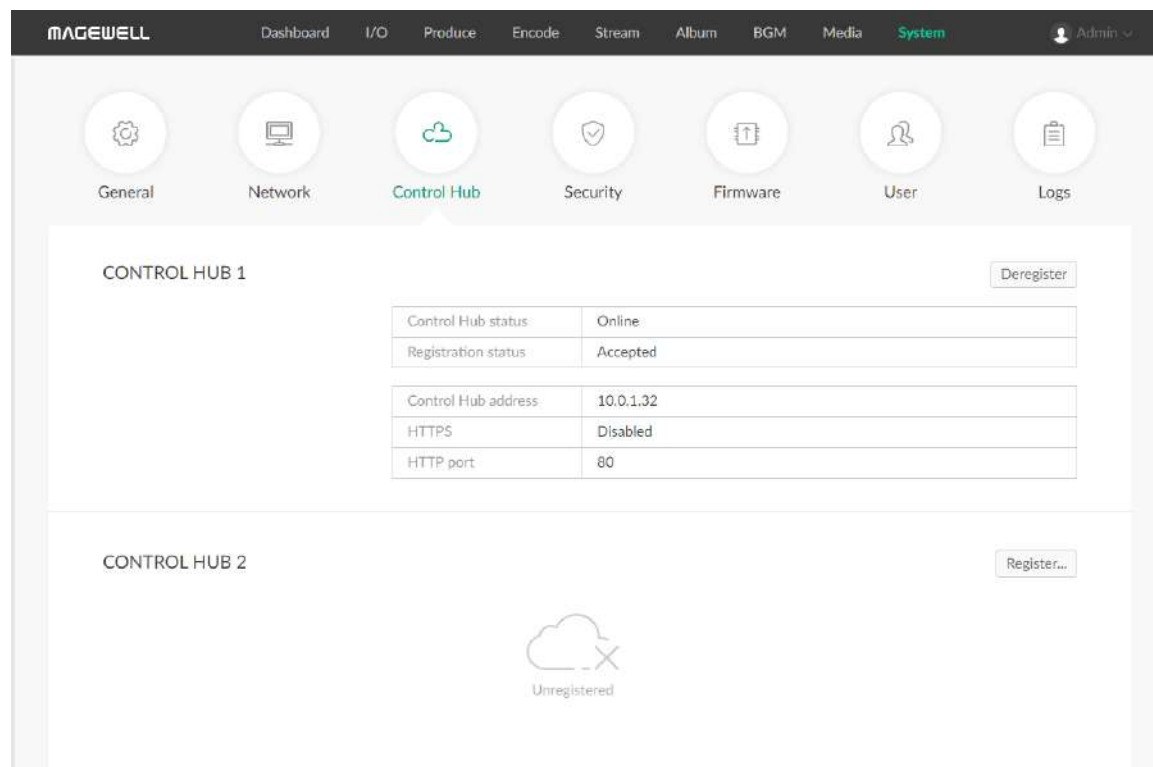 MAGEWELL Dashboard I/O Produce Encode Stream Album BGM Media System Admin
General Network Control Hub Security Firmware User Logs
CONTROL HUB 1 Deregister
Control Hub status Online
Registration status Accepted
Control Hub address 10.0.1.32
HTTPS Disabled
HTTP port 80
CONTROL HUB 2 Register...
Unregistered